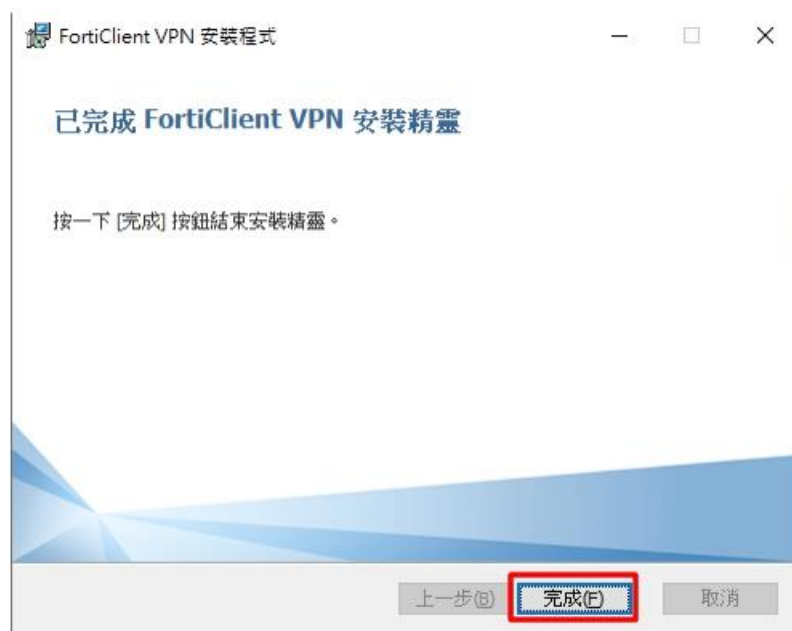 FortiClient VPN 安裝程式
已完成 FortiClient VPN 安裝精靈
按一下 [完成] 按鈕結束安裝精靈。
上一步(B) 完成(F) 取消